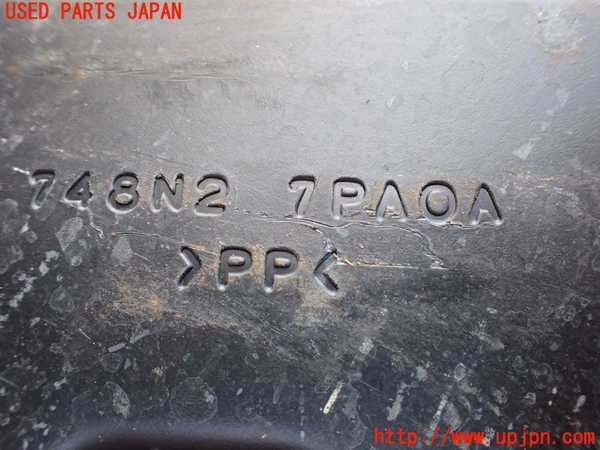 USED PARTS JAPAN
748N2 7PA0A
>PP<
http://www.upjpn.com/